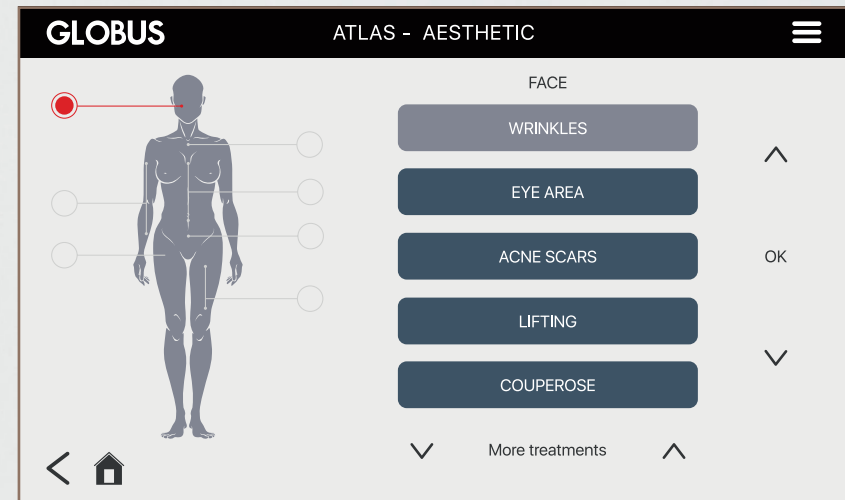 GLOBUS
ATLAS - AESTHETIC
FACE
WRINKLES
EYE AREA
ACNE SCARS
OK
LIFTING
COUPEROSE
More treatments